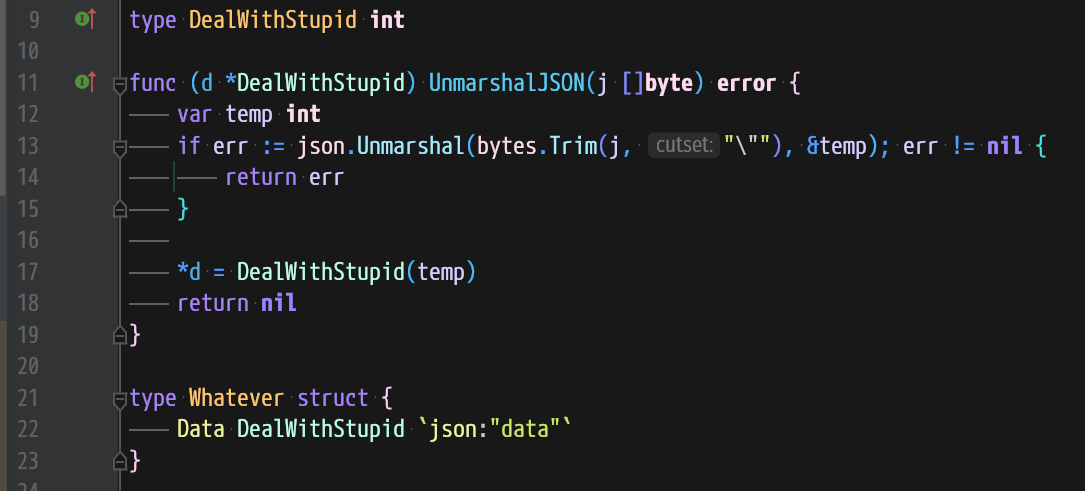 9 type DealWithStupid int
10
11 func (d *DealWithStupid) UnmarshalJSON(j []byte) error {
12 var temp int
13 if err := json.Unmarshal(bytes.Trim(j, cutset: "\""), &temp); err != nil {
14 return err
15 }
16
17 *d = DealWithStupid(temp)
18 return nil
19 }
20
21 type Whatever struct {
22 Data DealWithStupid `json:"data"`
23 }
24